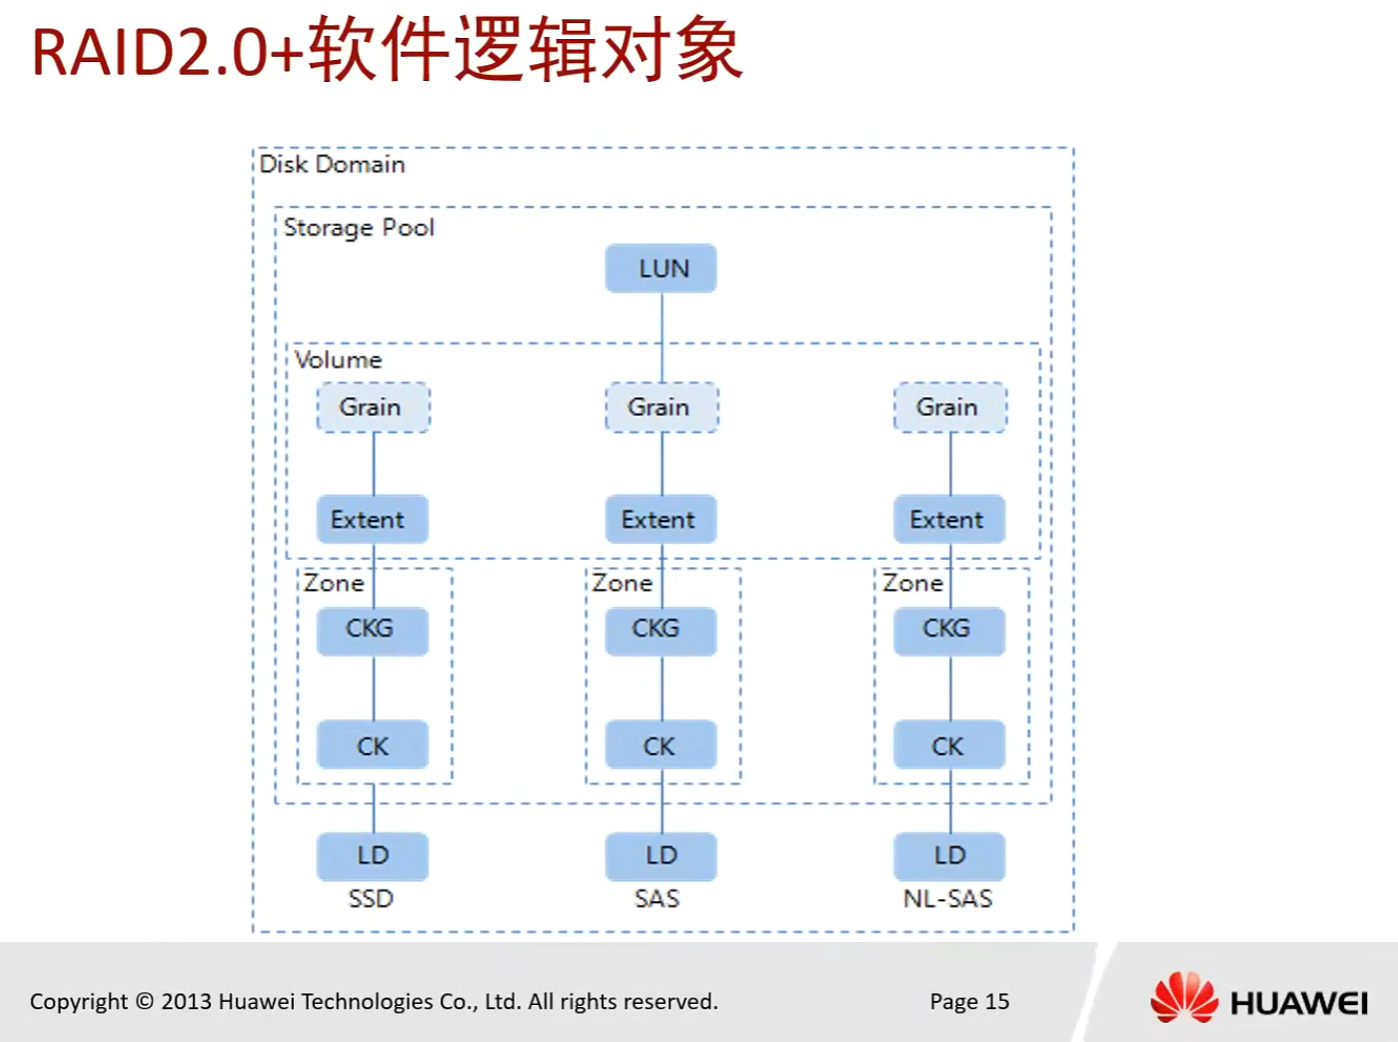 RAID2.0+软件逻辑对象
Disk Domain
Storage Pool
LUN
Volume
Grain Grain Grain
Extent Extent Extent
Zone Zone Zone
CKG CKG CKG
CK CK CK
LD LD LD
SSD SAS NL-SAS
Copyright © 2013 Huawei Technologies Co., Ltd. All rights reserved. Page 15 HUAWEI